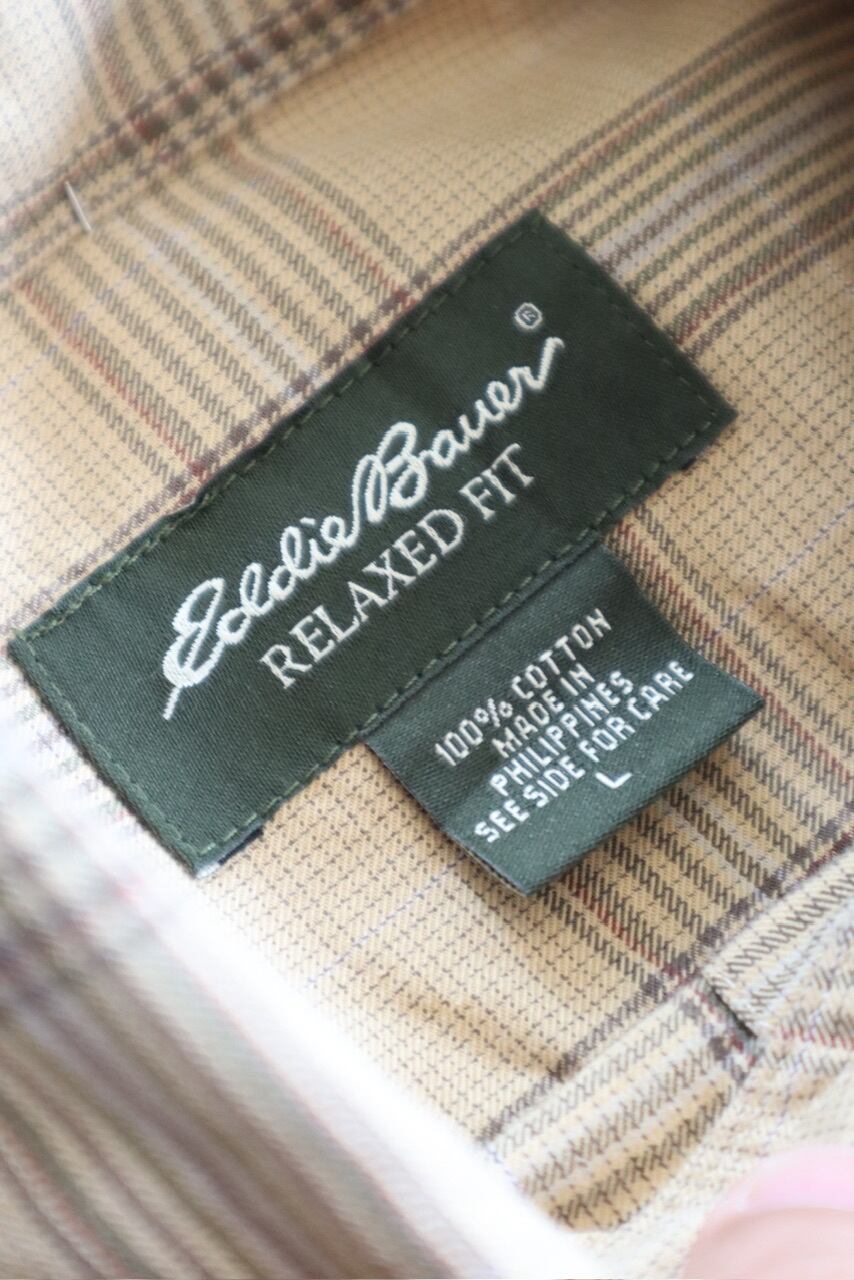 Eddie Bauer®
RELAXED FIT
100% COTTON
MADE IN
PHILIPPINES
SEE SIDE FOR CARE
L